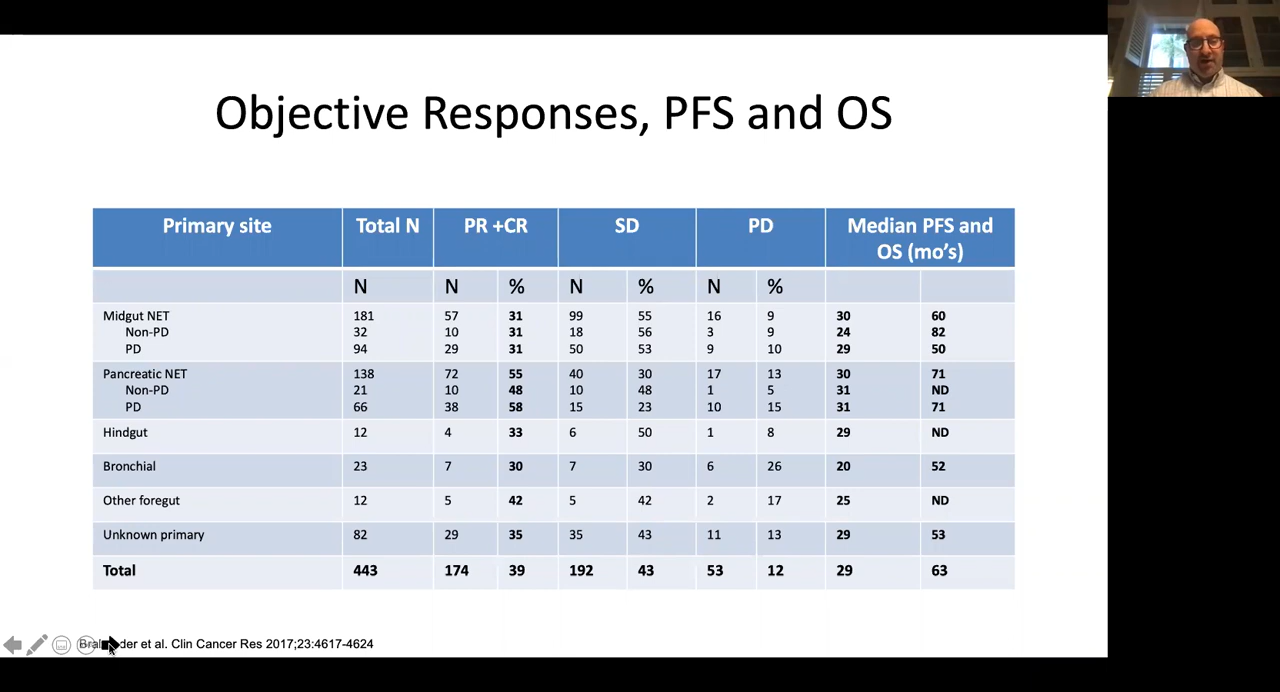 Objective Responses, PFS and OS
Primary site Total N PR +CR SD PD Median PFS and
OS (mo's)
N N % N % N %
Midgut NET 181 57 31 99 55 16 9 30 60
Non-PD 32 10 31 18 56 3 9 24 82
PD 94 29 31 50 53 9 10 29 50
Pancreatic NET 138 72 55 40 30 17 13 30 71
Non-PD 21 10 48 10 48 1 5 31 ND
PD 66 38 58 15 23 10 15 31 71
Hindgut 12 4 33 6 50 1 8 29 ND
Bronchial 23 7 30 7 30 6 26 20 52
Other foregut 12 5 42 5 42 2 17 25 ND
Unknown primary 82 29 35 35 43 11 13 29 53
Total 443 174 39 192 43 53 12 29 63
et al. Clin Cancer Res 2017;23:4617-4624